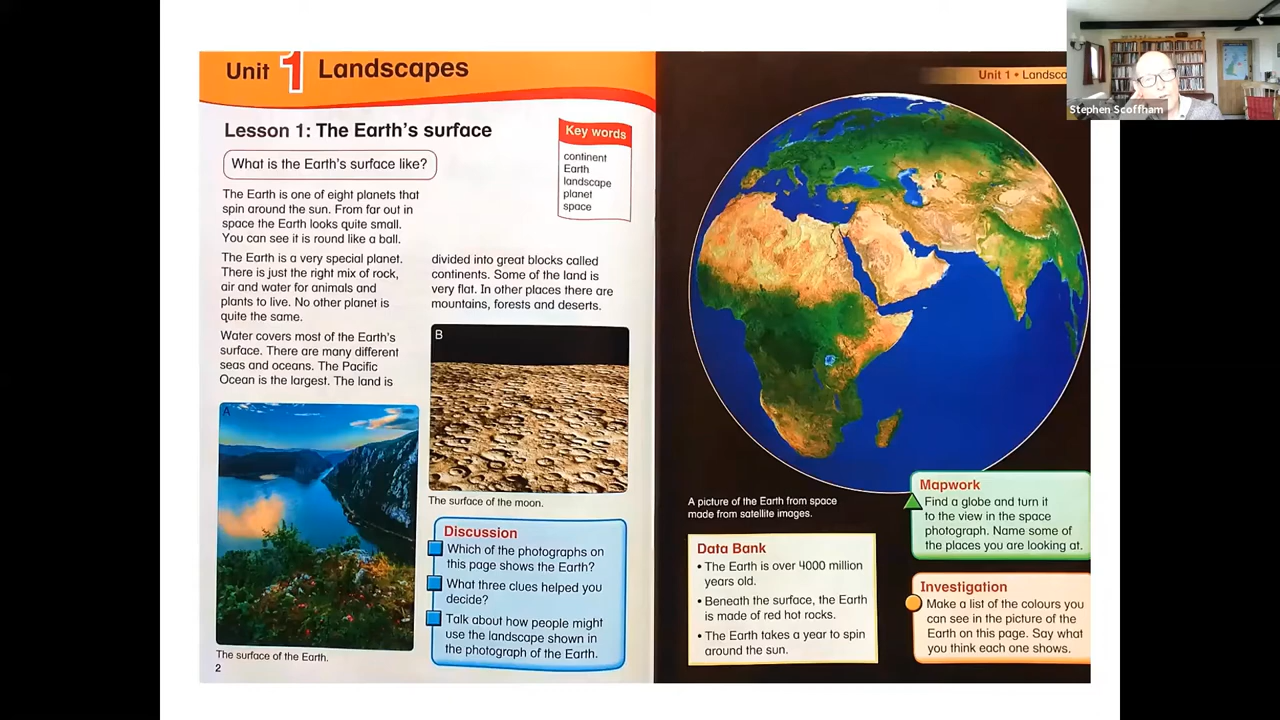 Unit 1 Landscapes
Lesson 1: The Earth's surface
What is the Earth's surface like?
The Earth is one of eight planets that
spin around the sun. From far out in
space the Earth looks quite small.
You can see it is round like a ball.
The Earth is a very special planet.
There is just the right mix of rock,
air and water for animals and
plants to live. No other planet is
quite the same.
Water covers most of the Earth's
surface. There are many different
seas and oceans. The Pacific
Ocean is the largest. The land is
Key words
continent
Earth
landscape
planet
space
divided into great blocks called
continents. Some of the land is
very flat. In other places there are
mountains, forests and deserts.
A
The surface of the Earth.
2
B
The surface of the moon.
Discussion
Which of the photographs on
this page shows the Earth?
What three clues helped you
decide?
Talk about how people might
use the landscape shown in
the photograph of the Earth.
Unit 1 • Landsca
A picture of the Earth from space
made from satellite images.
Data Bank
• The Earth is over 4000 million
years old.
• Beneath the surface, the Earth
is made of red hot rocks.
• The Earth takes a year to spin
around the sun.
Mapwork
Find a globe and turn it
to the view in the space
photograph. Name some of
the places you are looking at.
Investigation
Make a list of the colours you
can see in the picture of the
Earth on this page. Say what
you think each one shows.
Stephen Scoffham